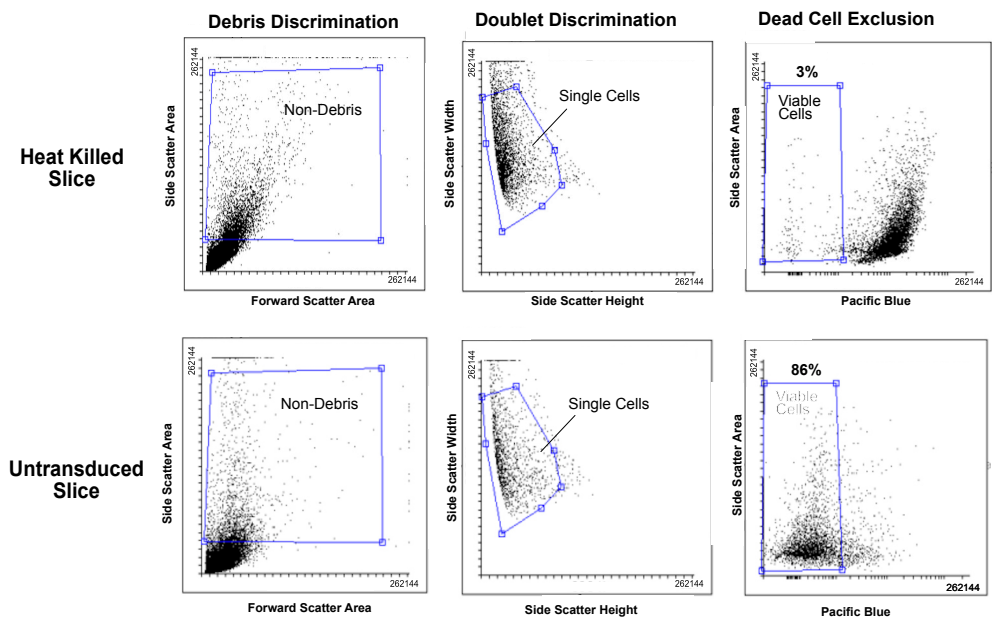 Debris Discrimination
Doublet Discrimination
Dead Cell Exclusion
Heat Killed
Slice
262144
Side Scatter Area
Non-Debris
262144
Forward Scatter Area
262144
Side Scatter Width
Single Cells
262144
Side Scatter Height
262144
Side Scatter Area
3%
Viable
Cells
262144
Pacific Blue
Untransduced
Slice
262144
Side Scatter Area
Non-Debris
262144
Forward Scatter Area
262144
Side Scatter Width
Single Cells
262144
Side Scatter Height
262144
Side Scatter Area
86%
Viable
Cells
262144
Pacific Blue